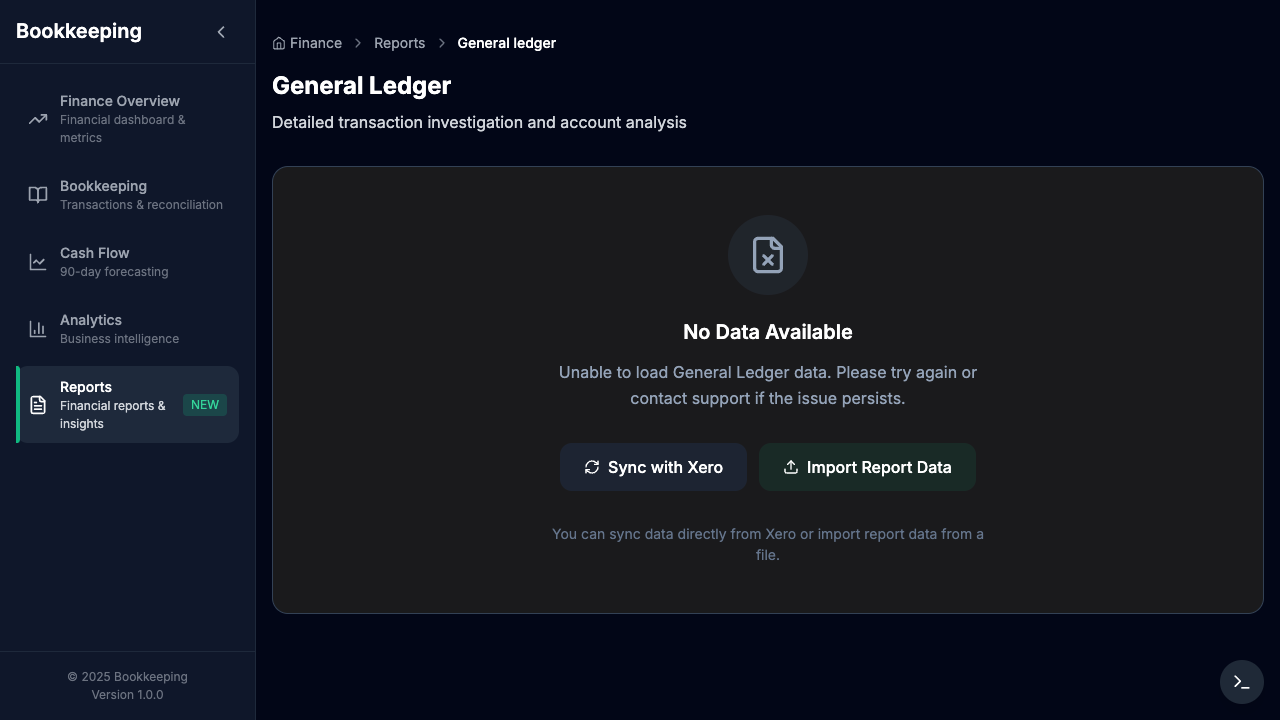 Bookkeeping
Finance Overview
Financial dashboard &
metrics
Bookkeeping
Transactions & reconciliation
Cash Flow
90-day forecasting
Analytics
Business intelligence
Reports
Financial reports &
insights
NEW
© 2025 Bookkeeping
Version 1.0.0
Finance
Reports
General ledger
General Ledger
Detailed transaction investigation and account analysis
No Data Available
Unable to load General Ledger data. Please try again or
contact support if the issue persists.
Sync with Xero
Import Report Data
You can sync data directly from Xero or import report data from a
file.